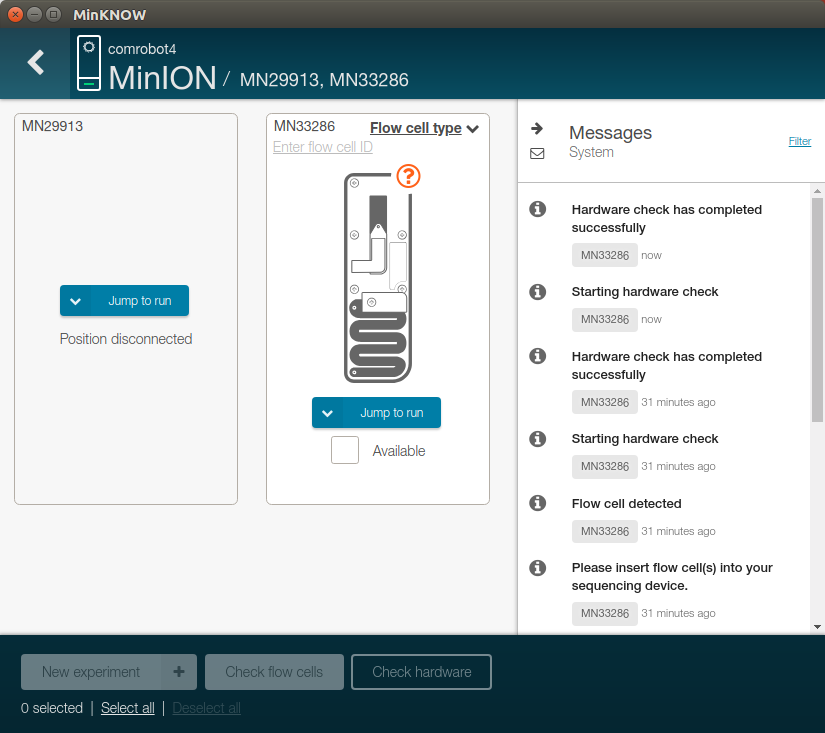 MinKNOW
comrobot4
MinION / MN29913, MN33286
MN29913
Jump to run
Position disconnected
MN33286
Flow cell type
Enter flow cell ID
?
Jump to run
Available
Messages
System
Filter
Hardware check has completed
successfully
MN33286 now
Starting hardware check
MN33286 now
Hardware check has completed
successfully
MN33286 31 minutes ago
Starting hardware check
MN33286 31 minutes ago
Flow cell detected
MN33286 31 minutes ago
Please insert flow cell(s) into your
sequencing device.
MN33286 31 minutes ago
New experiment +
Check flow cells
Check hardware
0 selected | Select all | Deselect all